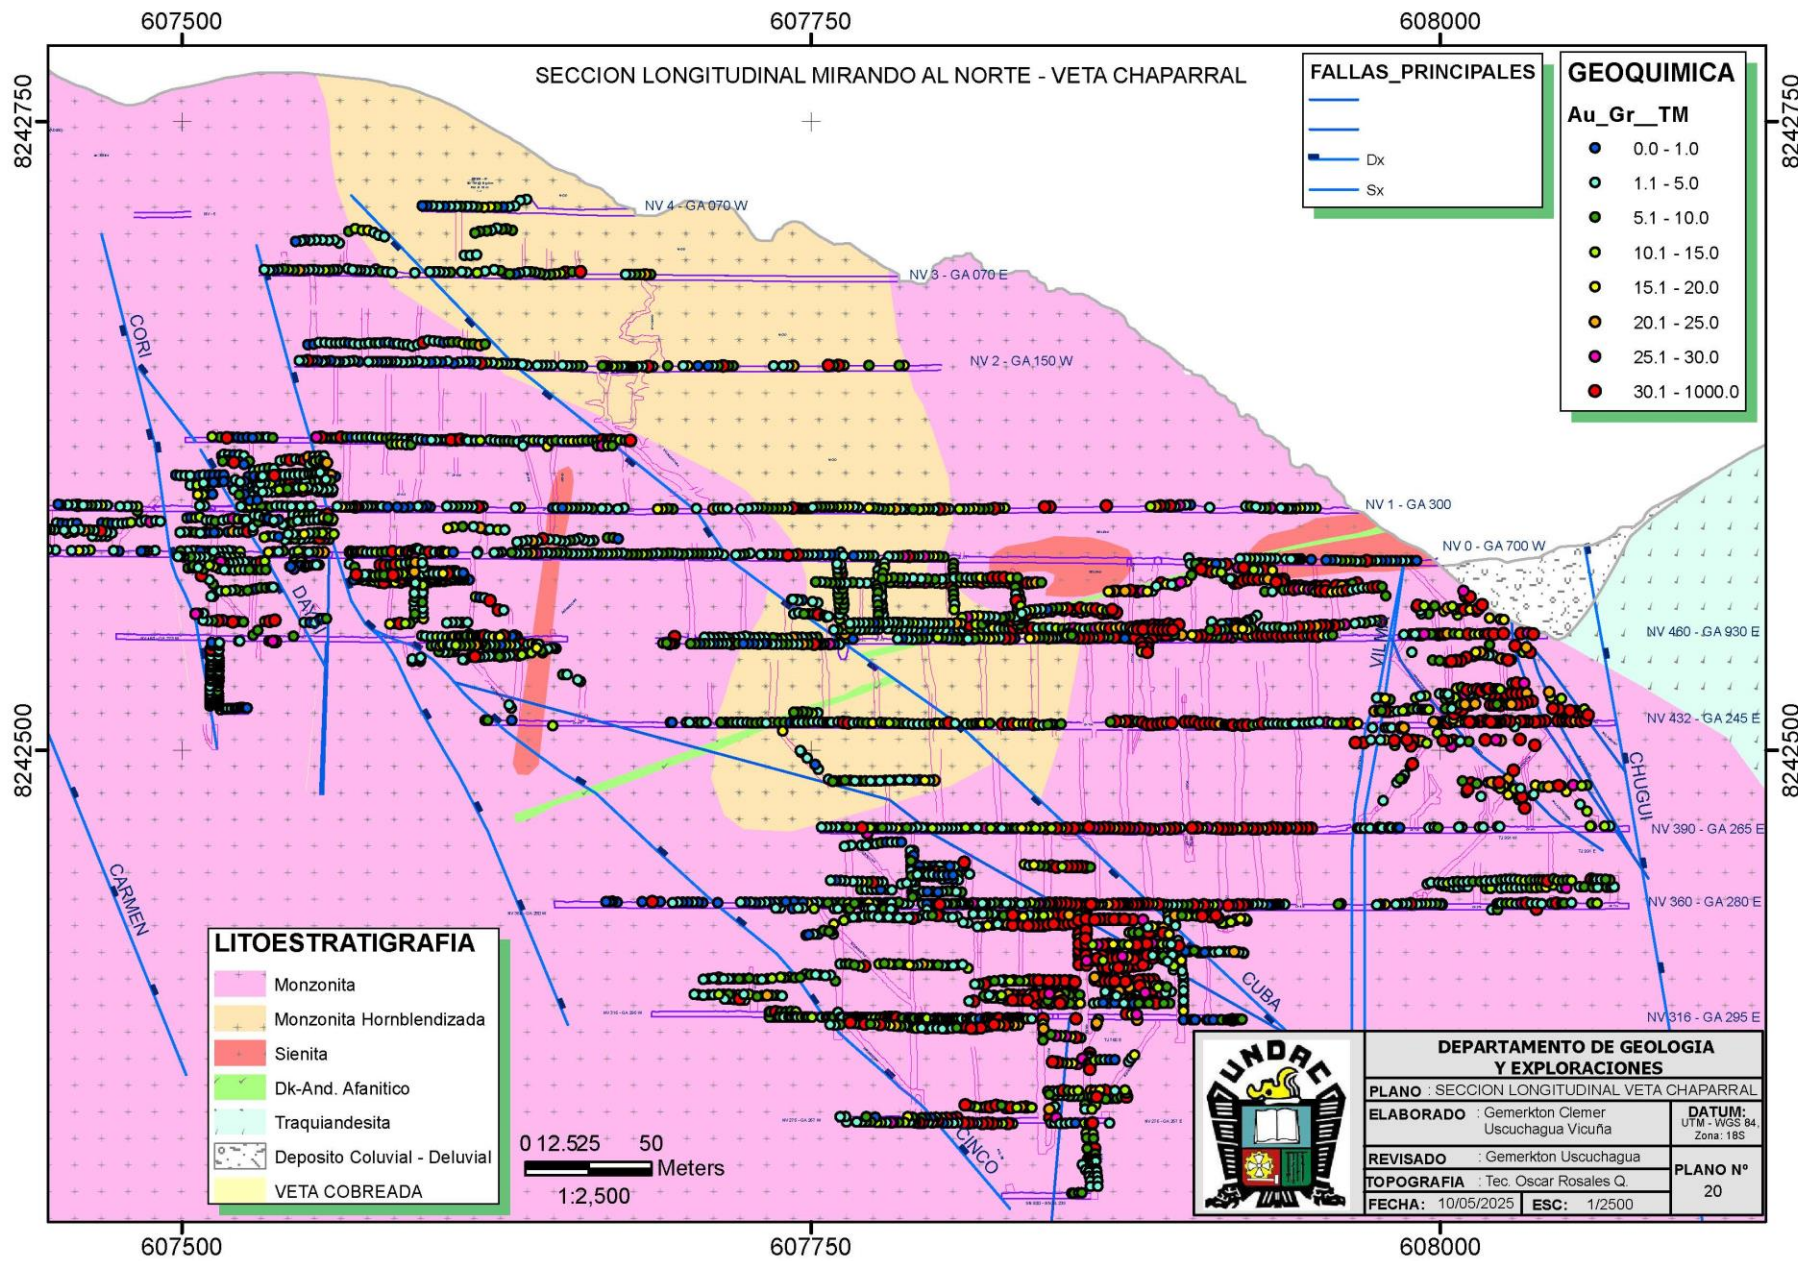 607500
607750
608000
8242750
8242750
SECCION LONGITUDINAL MIRANDO AL NORTE - VETA CHAPARRAL
FALLAS_PRINCIPALES
Dx
Sx
GEOQUIMICA
Au_Gr__TM
0.0 - 1.0
1.1 - 5.0
5.1 - 10.0
10.1 - 15.0
15.1 - 20.0
20.1 - 25.0
25.1 - 30.0
30.1 - 1000.0
NV 4 - GA 070 W
NV 3 - GA 070 E
NV 2 - GA 150 W
NV 1 - GA 300
NV 0 - GA 700 W
NV 460 - GA 930 E
NV 432 - GA 245 E
NV 390 - GA 265 E
NV 360 - GA 280 E
NV 316 - GA 295 E
CORI
CARMEN
CINCO
CUBA
CHUGUI
8242500
8242500
LITOESTRATIGRAFIA
Monzonita
Monzonita Hornblendizada
Sienita
Dk-And. Afanitico
Traquiandesita
Deposito Coluvial - Deluvial
VETA COBREADA
0 12.525 50
Meters
1:2,500
UNDAC
DEPARTAMENTO DE GEOLOGIA
Y EXPLORACIONES
PLANO : SECCION LONGITUDINAL VETA CHAPARRAL
ELABORADO : Gemerkton Clemer
Uscuchagua Vicuña
DATUM:
UTM - WGS 84,
Zona: 18S
REVISADO : Gemerkton Uscuchagua
TOPOGRAFIA : Tec. Oscar Rosales Q.
PLANO Nº
20
FECHA: 10/05/2025 ESC: 1/2500
607500
607750
608000